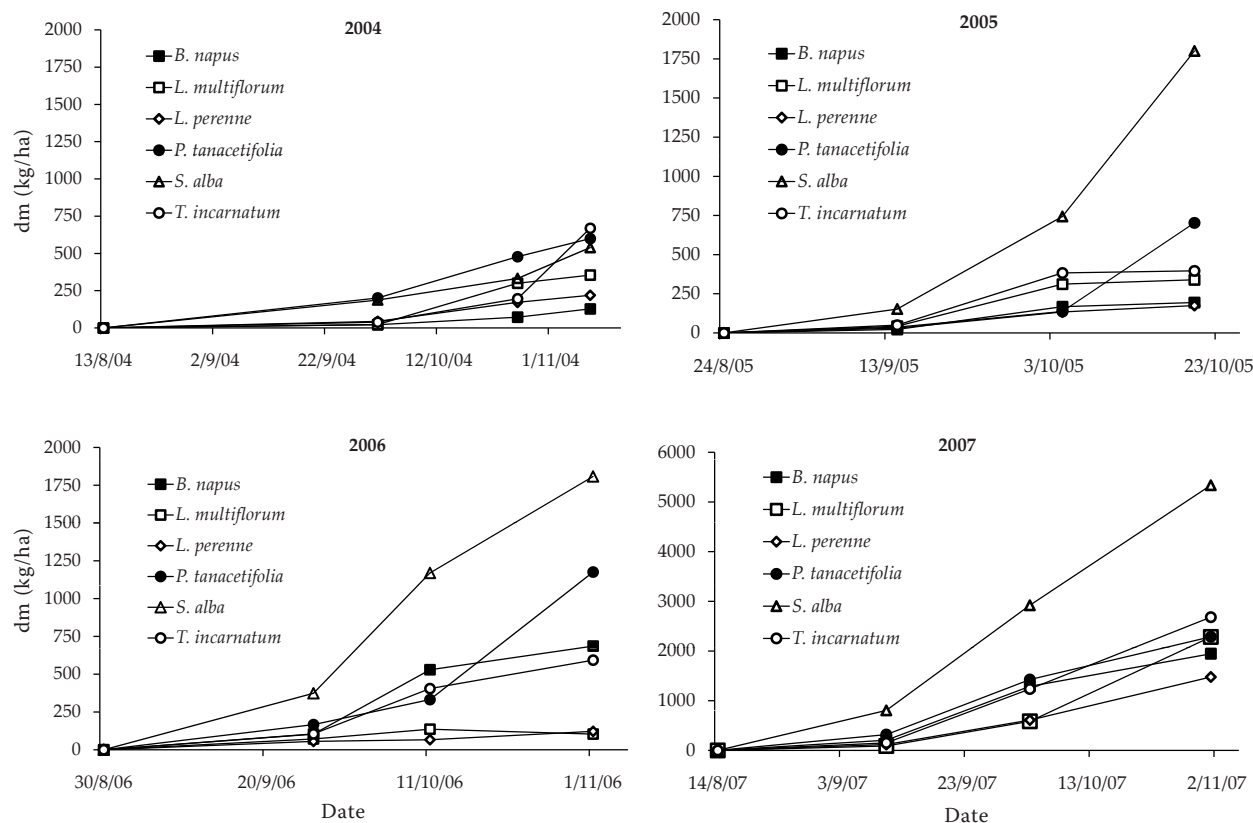 2004
2000
1750
1500
1250
1000
750
500
250
0
dm (kg/ha)
B. napus
L. multiflorum
L. perenne
P. tanacetifolia
S. alba
T. incarnatum
13/8/04 2/9/04 22/9/04 12/10/04 1/11/04
2005
2000
1750
1500
1250
1000
750
500
250
0
B. napus
L. multiflorum
L. perenne
P. tanacetifolia
S. alba
T. incarnatum
24/8/05 13/9/05 3/10/05 23/10/05
2006
2000
1750
1500
1250
1000
750
500
250
0
dm (kg/ha)
B. napus
L. multiflorum
L. perenne
P. tanacetifolia
S. alba
T. incarnatum
30/8/06 20/9/06 11/10/06 1/11/06
Date
2007
6000
5000
4000
3000
2000
1000
0
B. napus
L. multiflorum
L. perenne
P. tanacetifolia
S. alba
T. incarnatum
14/8/07 3/9/07 23/9/07 13/10/07 2/11/07
Date